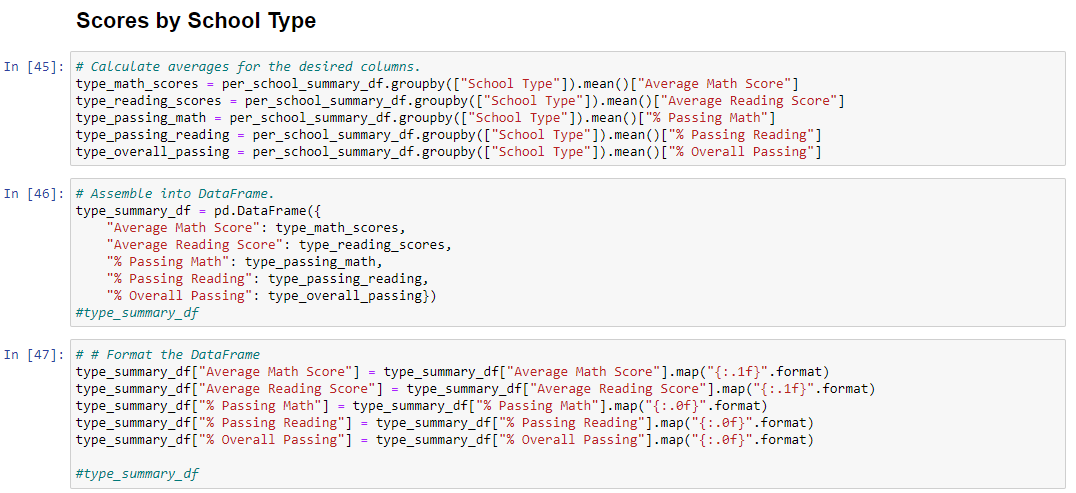 Scores by School Type
In [45]: # Calculate averages for the desired columns.
type_math_scores = per_school_summary_df.groupby(["School Type"]).mean()["Average Math Score"]
type_reading_scores = per_school_summary_df.groupby(["School Type"]).mean()["Average Reading Score"]
type_passing_math = per_school_summary_df.groupby(["School Type"]).mean()["% Passing Math"]
type_passing_reading = per_school_summary_df.groupby(["School Type"]).mean()["% Passing Reading"]
type_overall_passing = per_school_summary_df.groupby(["School Type"]).mean()["% Overall Passing"]
In [46]: # Assemble into DataFrame.
type_summary_df = pd.DataFrame({
    "Average Math Score": type_math_scores,
    "Average Reading Score": type_reading_scores,
    "% Passing Math": type_passing_math,
    "% Passing Reading": type_passing_reading,
    "% Overall Passing": type_overall_passing})
#type_summary_df
In [47]: # # Format the DataFrame
type_summary_df["Average Math Score"] = type_summary_df["Average Math Score"].map("{:.1f}".format)
type_summary_df["Average Reading Score"] = type_summary_df["Average Reading Score"].map("{:.1f}".format)
type_summary_df["% Passing Math"] = type_summary_df["% Passing Math"].map("{:.0f}".format)
type_summary_df["% Passing Reading"] = type_summary_df["% Passing Reading"].map("{:.0f}".format)
type_summary_df["% Overall Passing"] = type_summary_df["% Overall Passing"].map("{:.0f}".format)
#type_summary_df